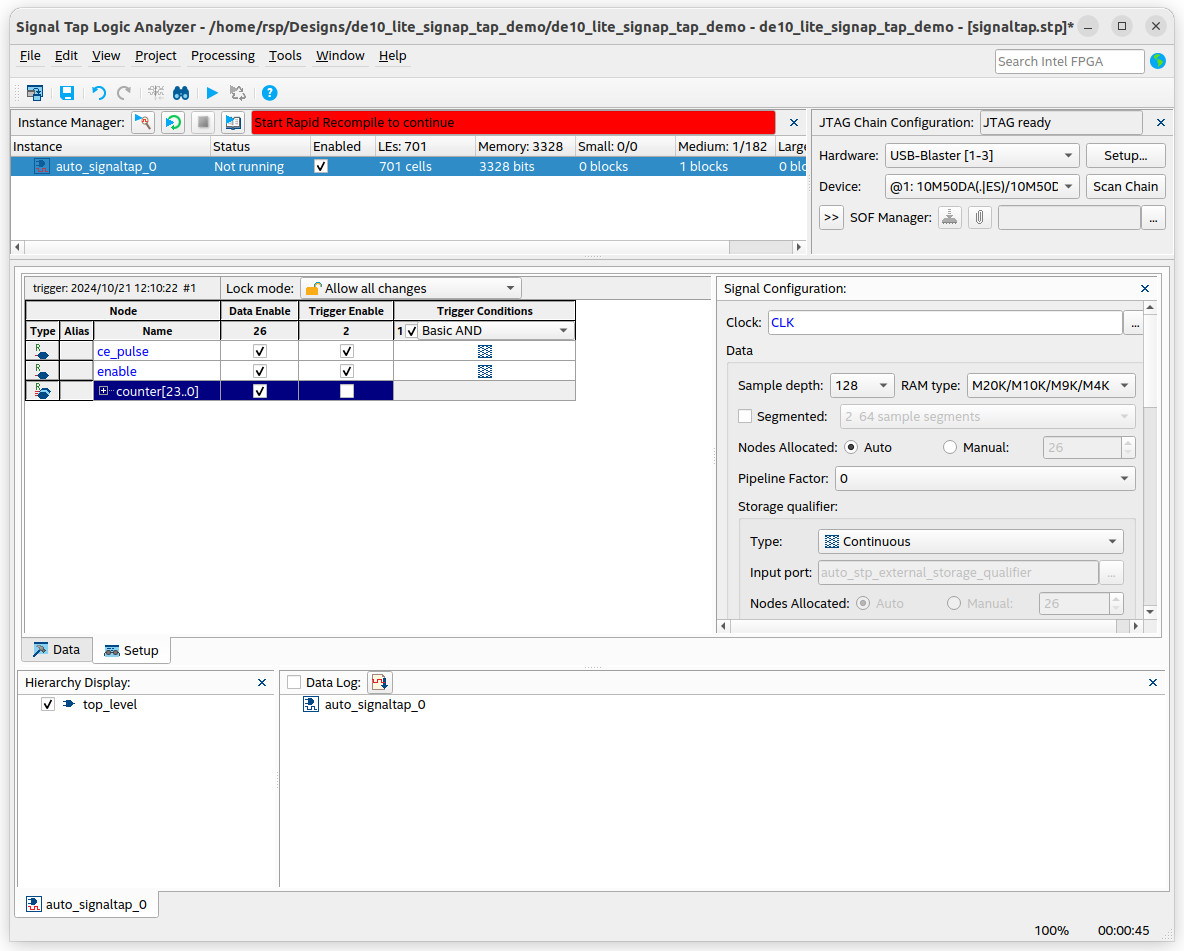 Signal Tap Logic Analyzer - /home/rsp/Designs/de10_lite_signap_tap_demo/de10_lite_signap_tap_demo - de10_lite_signap_tap_demo - [signaltap.stp]*
File Edit View Project Processing Tools Window Help
Search Intel FPGA
Instance Manager: Start Rapid Recompile to continue
Instance Status Enabled LEs: 701 Memory: 3328 Small: 0/0 Medium: 1/182 Large
auto_signaltap_0 Not running 701 cells 3328 bits 0 blocks 1 blocks 0 blo
JTAG Chain Configuration: JTAG ready
Hardware: USB-Blaster [1-3] Setup...
Device: @1: 10M50DA(.|ES)/10M50D Scan Chain
>> SOF Manager: ...
trigger: 2024/10/21 12:10:22 #1 Lock mode: Allow all changes
Node Data Enable Trigger Enable Trigger Conditions
Type Alias Name 26 2 1 Basic AND
R ce_pulse
R enable
R counter[23..0]
Signal Configuration:
Clock: CLK ...
Data
Sample depth: 128 RAM type: M20K/M10K/M9K/M4K
Segmented: 2 64 sample segments
Nodes Allocated: Auto Manual: 26
Pipeline Factor: 0
Storage qualifier:
Type: Continuous
Input port: auto_stp_external_storage_qualifier ...
Nodes Allocated: Auto Manual: 26
Data Setup
Hierarchy Display:
top_level
Data Log:
auto_signaltap_0
auto_signaltap_0
100% 00:00:45